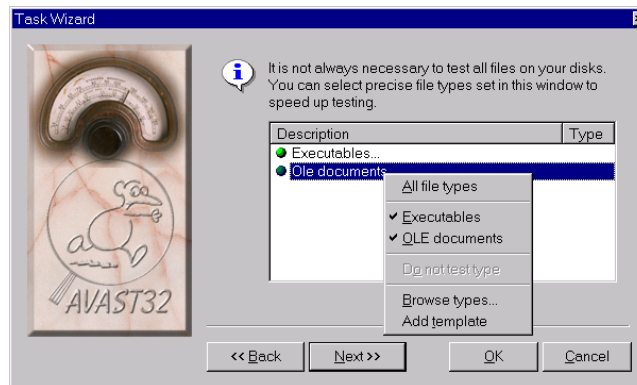 Task Wizard
It is not always necessary to test all files on your disks.
You can select precise file types set in this window to
speed up testing.
Description Type
Executables...
Ole documents
All file types
Executables
OLE documents
Do not test type
Browse types...
Add template
AVAST32
<< Back Next >> OK Cancel